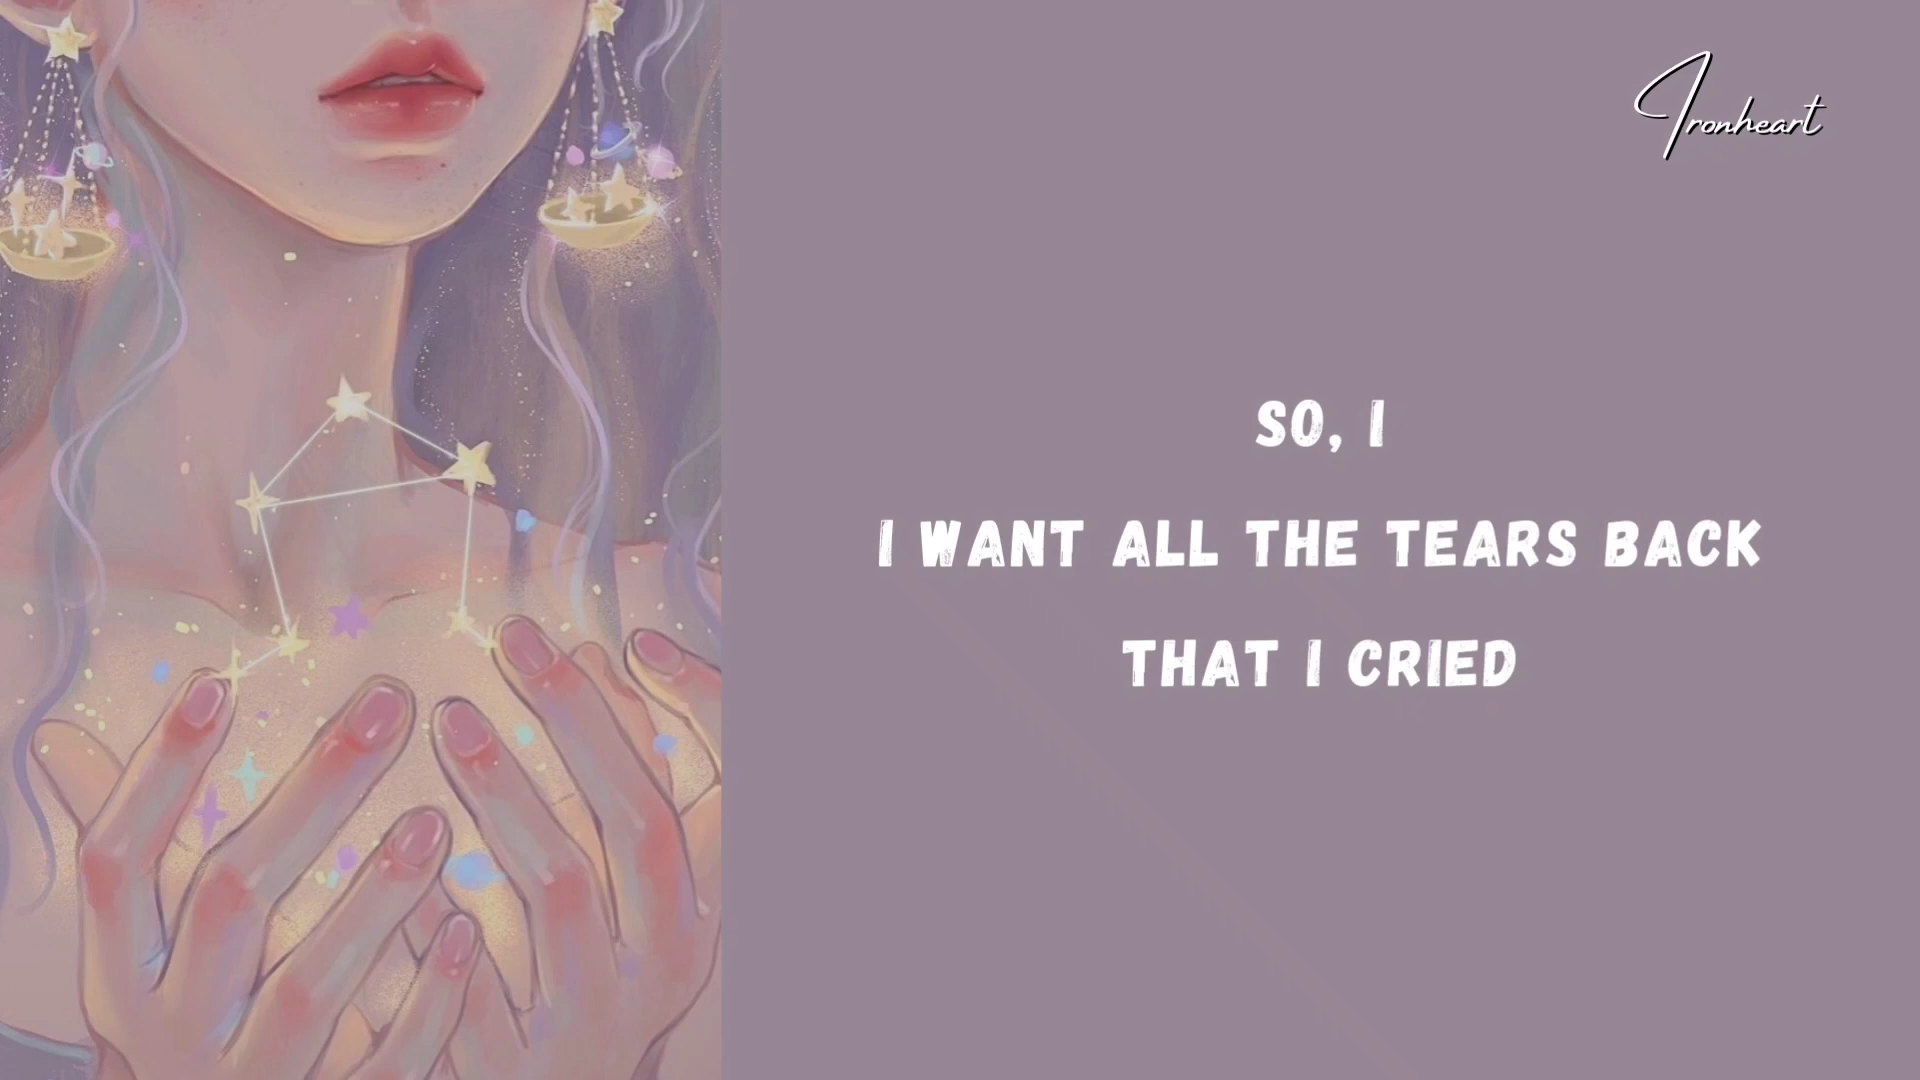 Ironheart
SO, I
I WANT ALL THE TEARS BACK
THAT I CRIED